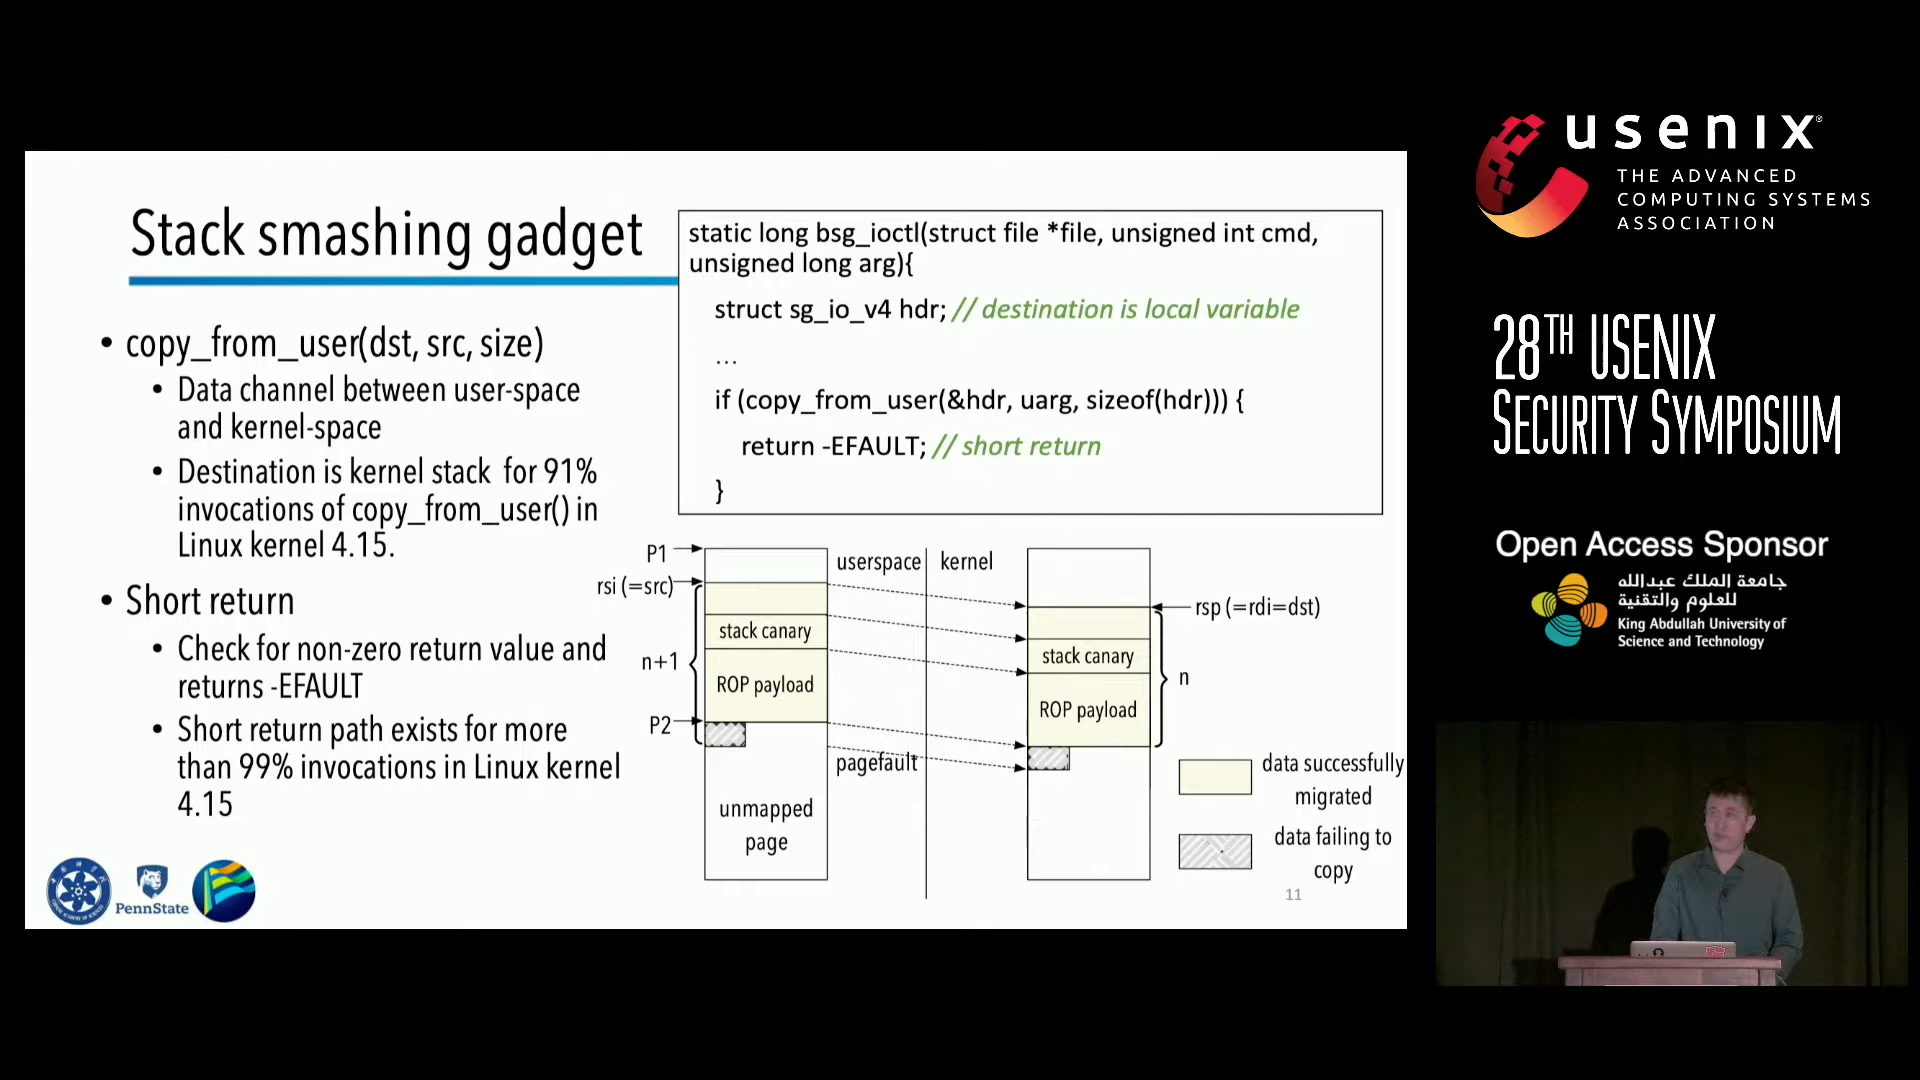 Stack smashing gadget
• copy_from_user(dst, src, size)
• Data channel between user-space
and kernel-space
• Destination is kernel stack for 91%
invocations of copy_from_user() in
Linux kernel 4.15.
• Short return
• Check for non-zero return value and
returns -EFAULT
• Short return path exists for more
than 99% invocations in Linux kernel
4.15
static long bsg_ioctl(struct file *file, unsigned int cmd,
unsigned long arg){
struct sg_io_v4 hdr; // destination is local variable
...
if (copy_from_user(&hdr, uarg, sizeof(hdr))) {
return -EFAULT; // short return
}
P1
rsi (=src)
n+1
P2
stack canary
ROP payload
unmapped
page
userspace
kernel
pagefault
rsp (=rdi=dst)
stack canary
ROP payload
n
data successfully
migrated
data failing to
copy
11
PennState
usenix®
THE ADVANCED
COMPUTING SYSTEMS
ASSOCIATION
28TH USENIX
SECURITY SYMPOSIUM
Open Access Sponsor
جامعة الملك عبدالله
للعلوم والتقنية
King Abdullah University of
Science and Technology